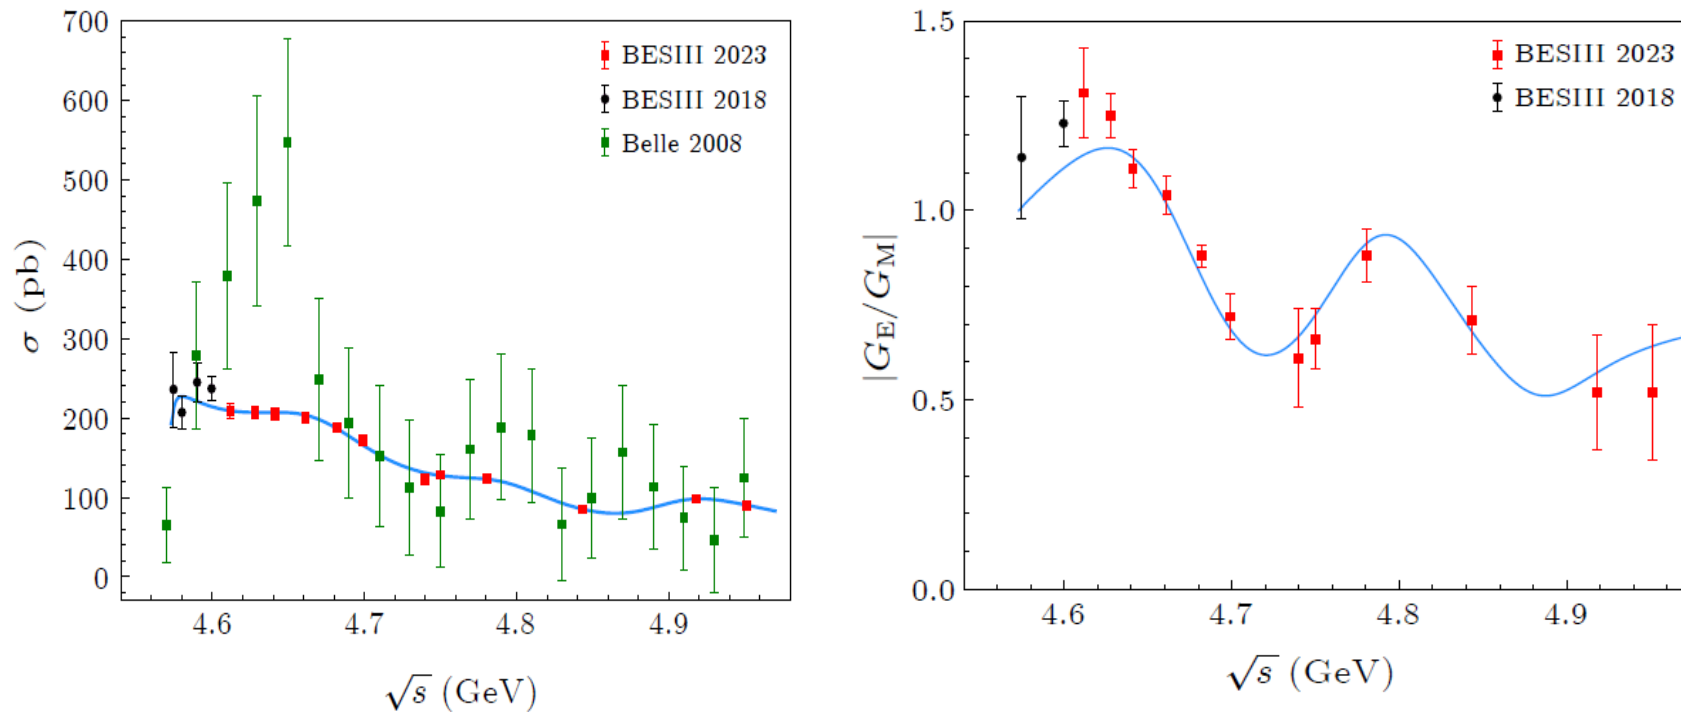 700
600
500
400
300
200
100
0
σ (pb)
4.6 4.7 4.8 4.9
√s (GeV)
BESIII 2023
BESIII 2018
Belle 2008
1.5
1.0
0.5
0.0
|G_E/G_M|
4.6 4.7 4.8 4.9
√s (GeV)
BESIII 2023
BESIII 2018